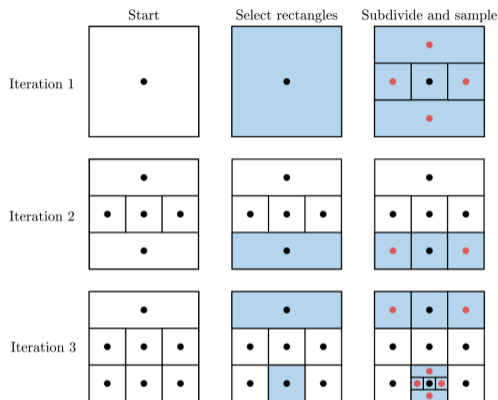 Start Select rectangles Subdivide and sample
Iteration 1
Iteration 2
Iteration 3